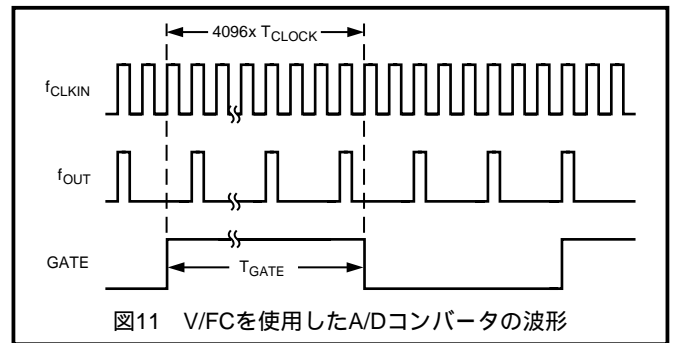 4096x TCLOCK
fCLKIN
fOUT
GATE
TGATE
図11 V/FCを使用したA/Dコンバータの波形